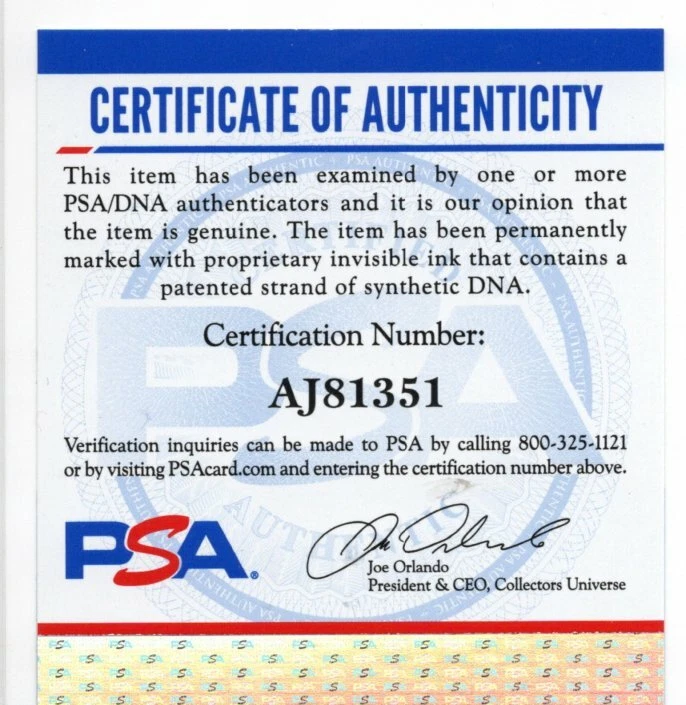 CERTIFICATE OF AUTHENTICITY
This item has been examined by one or more
PSA/DNA authenticators and it is our opinion that
the item is genuine. The item has been permanently
marked with proprietary invisible ink that contains a
patented strand of synthetic DNA.
Certification Number:
AJ81351
Verification inquiries can be made to PSA by calling 800-325-1121
or by visiting PSAcard.com and entering the certification number above.
PSA®
Joe Orlando
President & CEO, Collectors Universe